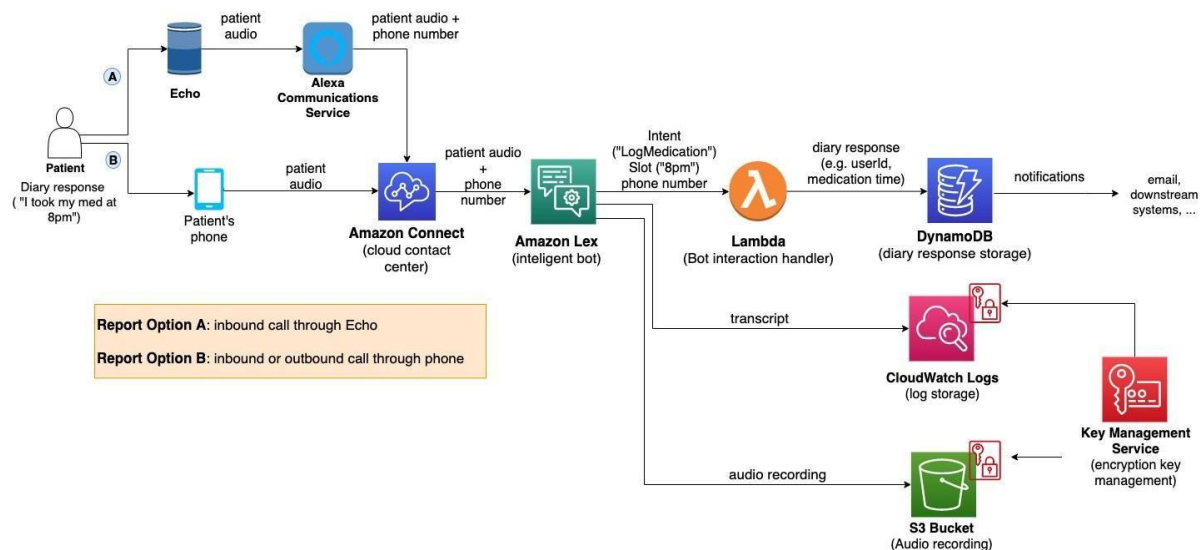 patient
audio
patient audio +
phone number
A
Echo
Alexa
Communications
Service
B
Patient
Diary response
( "I took my med at
8pm")
Patient's
phone
patient
audio
Amazon Connect
(cloud contact
center)
patient audio
+
phone
number
Amazon Lex
(inteligent bot)
Intent
("LogMedication")
Slot ("8pm")
phone number
Lambda
(Bot interaction handler)
diary response
(e.g. userId,
medication time)
DynamoDB
(diary response storage)
notifications
email,
downstream
systems, ...
Report Option A: inbound call through Echo
Report Option B: inbound or outbound call through phone
transcript
CloudWatch Logs
(log storage)
Key Management
Service
(encryption key
management)
audio recording
S3 Bucket
(Audio recording)